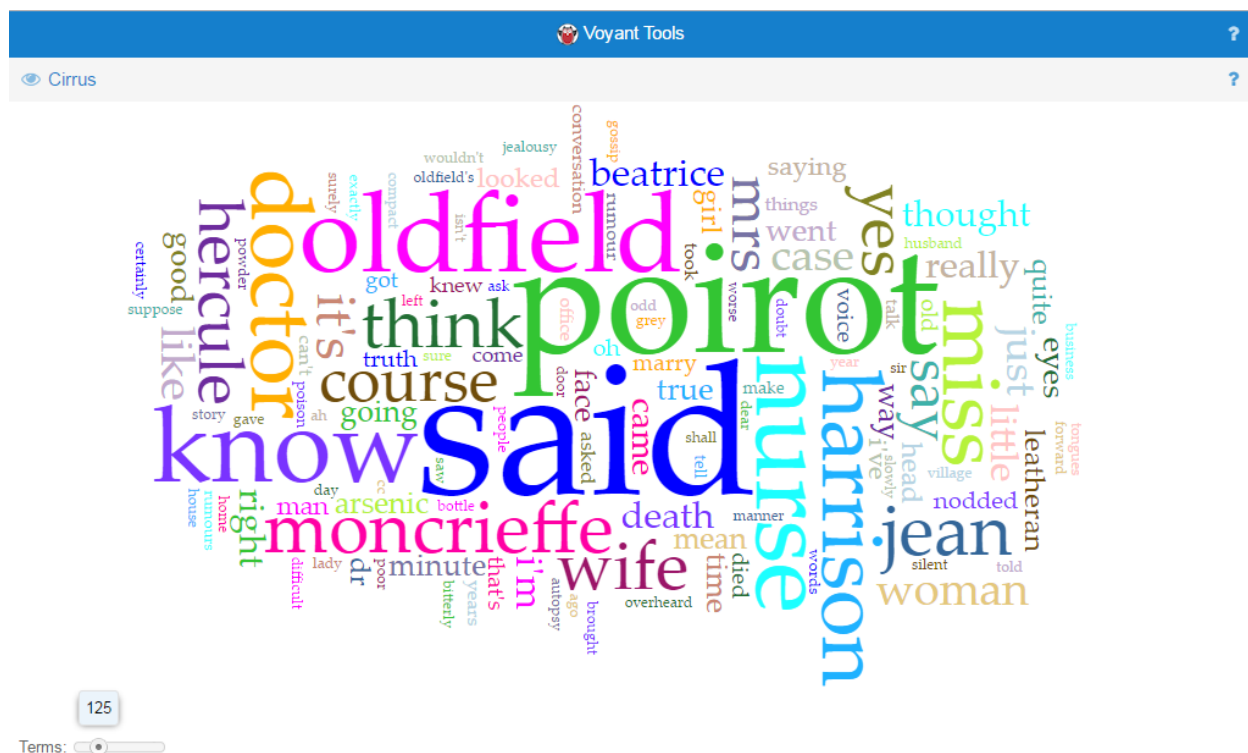 Voyant Tools
?
Cirrus
?
conversation
gossip
jealousy
wouldn't
oldfield's
looked
beatrice
saying
surely
exactly
compact
isn't
rumour
girl
mrs
things
went
case
yes
thought
husband
really
doctor
oldfield
hercule
good
powder
certainly
suppose
like
it's
got
left
knew
ask
took
think
poirot
office
odd
grey
worse
doubt
voice
talk
old
miss
quite
just
eyes
business
can't
truth
sure
come
oh
marry
year
sir
say
course
door
face
true
make
dear
story
gave
poison
ah
going
people
said
came
asked
shall
tell
nurse
harrison
way
i've
slowly
head
village
little
leatheran
forward
tongues
know
saw
day
cc
man
arsenic
bottle
house
rumours
home
right
moncrieffe
death
manner
mean
nodded
jean
silent
told
difficult
lady
dr
poor
minute
bitterly
years
that's
i'm
wife
autopsy
ago
brought
overheard
time
died
words
woman
125
Terms: